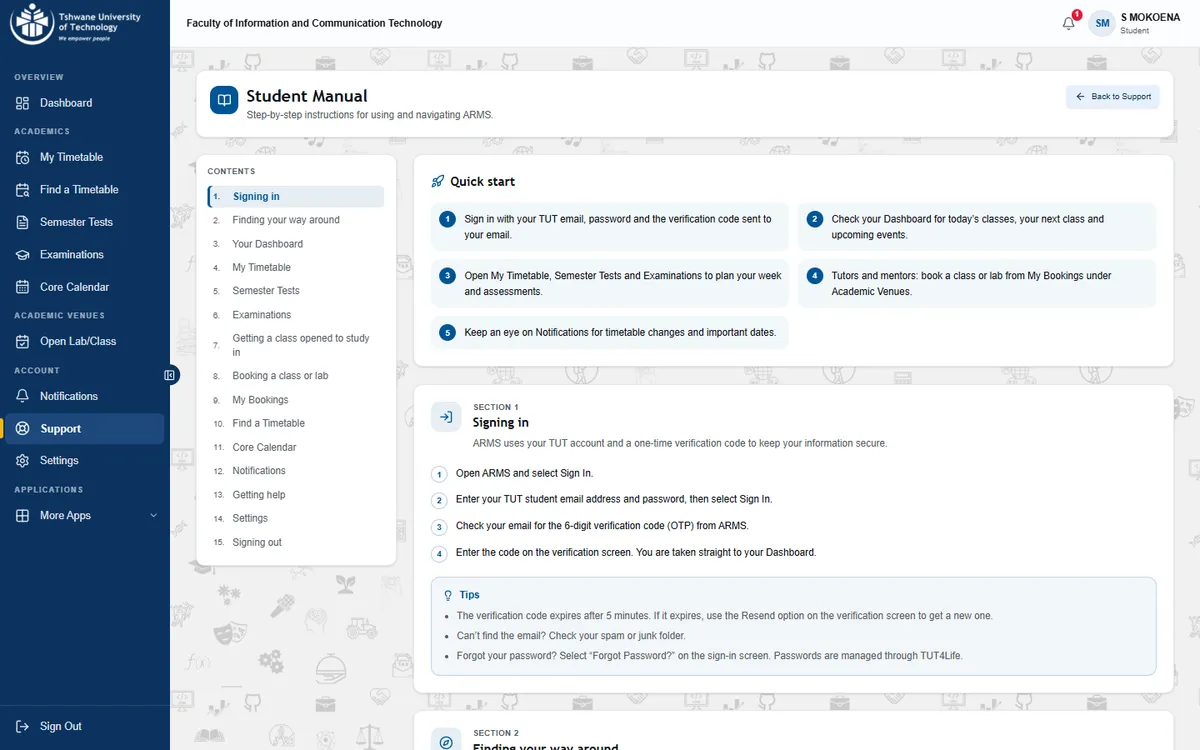 Tshwane University
of Technology
We empower people
Faculty of Information and Communication Technology
1
SM
S MOKOENA
Student
OVERVIEW
Dashboard
ACADEMICS
My Timetable
Find a Timetable
Semester Tests
Examinations
Core Calendar
ACADEMIC VENUES
Open Lab/Class
ACCOUNT
Notifications
Support
Settings
APPLICATIONS
More Apps
Sign Out
Student Manual
Step-by-step instructions for using and navigating ARMS.
Back to Support
CONTENTS
1. Signing in
2. Finding your way around
3. Your Dashboard
4. My Timetable
5. Semester Tests
6. Examinations
7. Getting a class opened to study
in
8. Booking a class or lab
9. My Bookings
10. Find a Timetable
11. Core Calendar
12. Notifications
13. Getting help
14. Settings
15. Signing out
Quick start
1 Sign in with your TUT email, password and the verification code sent to
your email.
2 Check your Dashboard for today's classes, your next class and
upcoming events.
3 Open My Timetable, Semester Tests and Examinations to plan your week
and assessments.
4 Tutors and mentors: book a class or lab from My Bookings under
Academic Venues.
5 Keep an eye on Notifications for timetable changes and important dates.
SECTION 1
Signing in
ARMS uses your TUT account and a one-time verification code to keep your information secure.
1 Open ARMS and select Sign In.
2 Enter your TUT student email address and password, then select Sign In.
3 Check your email for the 6-digit verification code (OTP) from ARMS.
4 Enter the code on the verification screen. You are taken straight to your Dashboard.
Tips
• The verification code expires after 5 minutes. If it expires, use the Resend option on the verification screen to get a new one.
• Can't find the email? Check your spam or junk folder.
• Forgot your password? Select “Forgot Password?” on the sign-in screen. Passwords are managed through TUT4Life.
SECTION 2
Finding your way around
f(x)